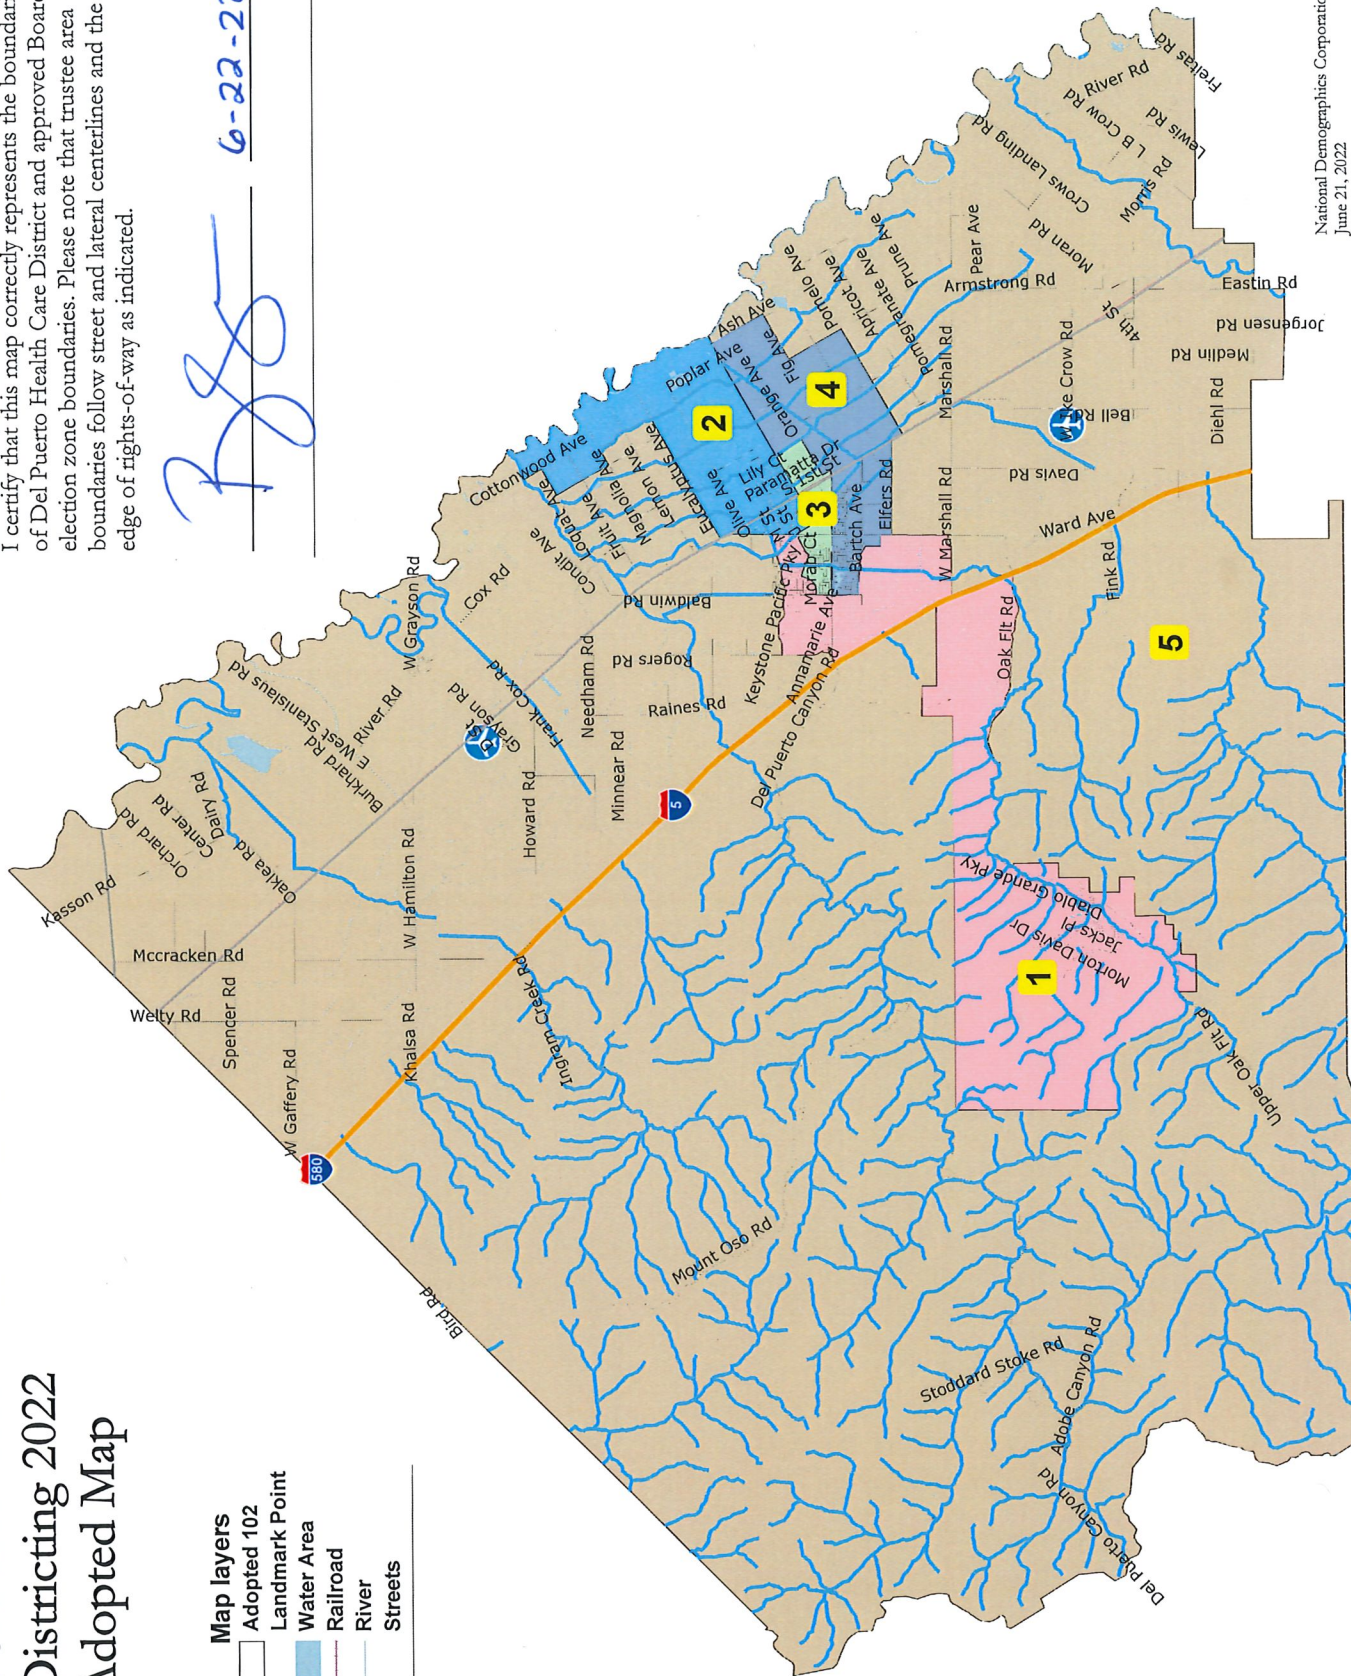 Districting 2022
Adopted Map
Map layers
Adopted 102
Landmark Point
Water Area
Railroad
River
Streets
I certify that this map correctly represents the boundar
of Del Puerto Health Care District and approved Board
election zone boundaries. Please note that trustee area
boundaries follow street and lateral centerlines and the
edge of rights-of-way as indicated.
6-22-22
Kasson Rd
Mccracken Rd
Welty Rd
Spencer Rd
W Gaffery Rd
Orchard Rd
Center Rd
Dairy Rd
Oaklea Rd
Burkhard Rd
E West Stanislaus Rd
River Rd
W Hamilton Rd
Khalsa Rd
580
Bird Rd
Ingram Creek Rd
Howard Rd
Minnear Rd
Needham Rd
Grayson Rd
D St
Frank Cox Rd
W Grayson Rd
Cox Rd
Rogers Rd
Raines Rd
Baldwin Rd
5
Condit Ave
Loquat Ave
Fruit Ave
Magnolia Ave
Lemon Ave
Eucalyptus Ave
Cottonwood Ave
Olive Ave
Poplar Ave
2
Ash Ave
Fig Ave
Orange Ave
4
Lily Ct
Paramatta Dr
1st St
M St
3
Morab Ct
Bartch Ave
Elfers Rd
Keystone Pacific Pky
Annamarie Ave
Del Puerto Canyon Rd
Pomelo Ave
Apricot Ave
Pomegranate Ave
Prune Ave
Pear Ave
Armstrong Rd
Marshall Rd
W Marshall Rd
Ward Ave
Davis Rd
Bell Rd
W Ike Crow Rd
4th St
Moran Rd
Crows Landing Rd
Morris Rd
L B Crow Rd
River Rd
Lewis Rd
Freitas Rd
Eastin Rd
Jorgensen Rd
Medlin Rd
Diehl Rd
Fink Rd
5
Oak Flt Rd
Diablo Grande Pky
Jacks Pl
Morton Davis Dr
1
Upper Oak Flt Rd
Mount Oso Rd
Stoddard Stoke Rd
Adobe Canyon Rd
Del Puerto Canyon Rd
National Demographics Corporatio
June 21, 2022